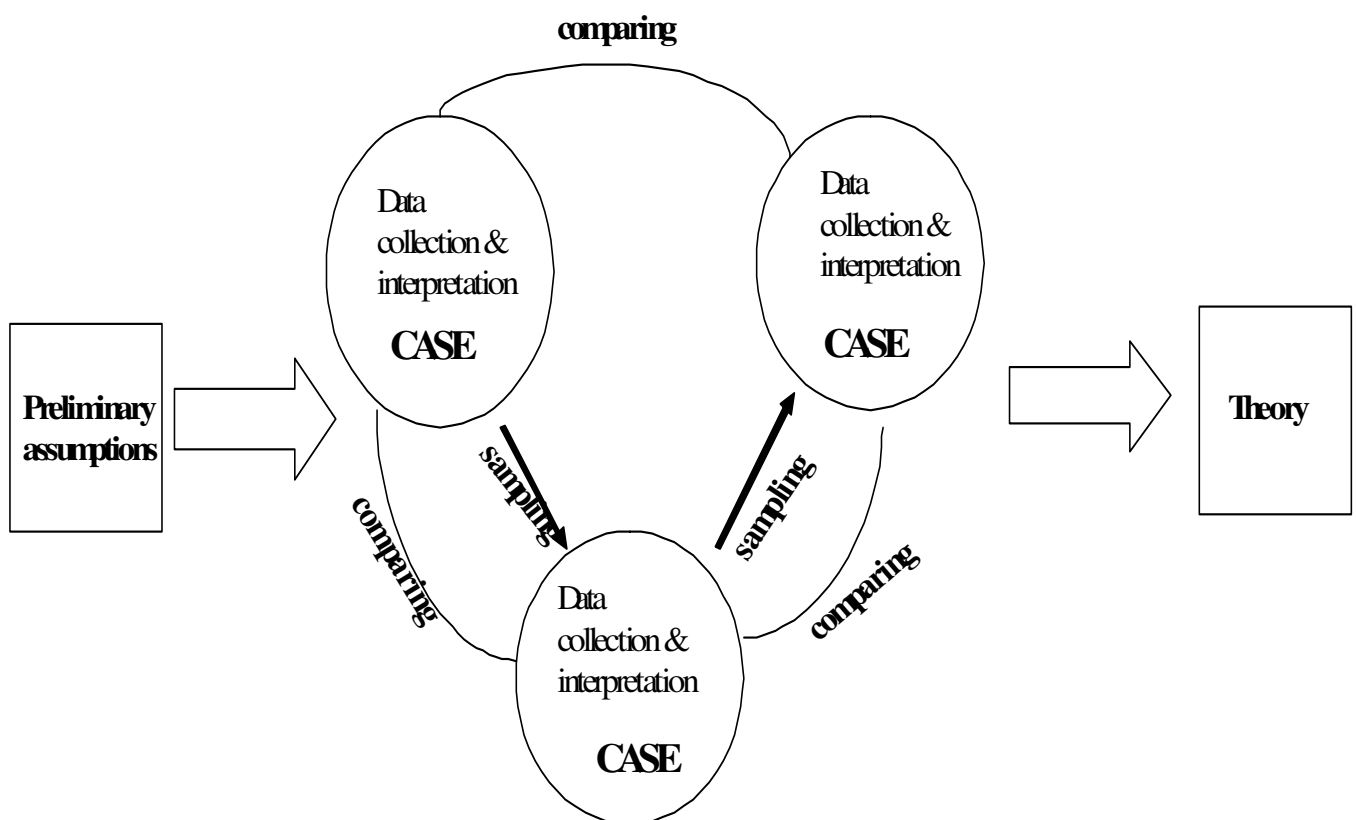 comparing
Data
collection &
interpretation
CASE
Data
collection &
interpretation
CASE
Preliminary
assumptions
Theory
sampling
sampling
comparing
comparing
Data
collection &
interpretation
CASE